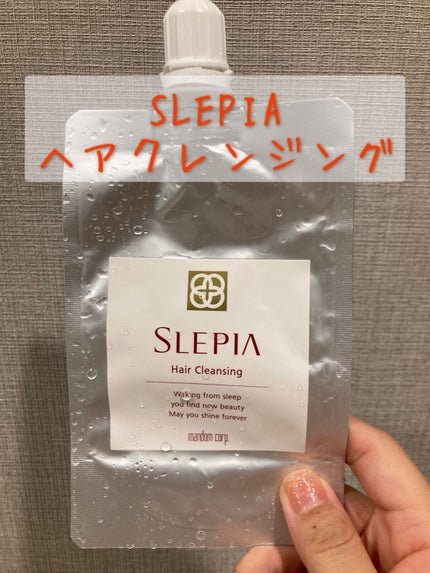 SLEPIA
ヘアクレンジング
SLEPIA
Hair Cleansing
Waking from sleep
you find new beauty
May you shine forever
mandom corp.